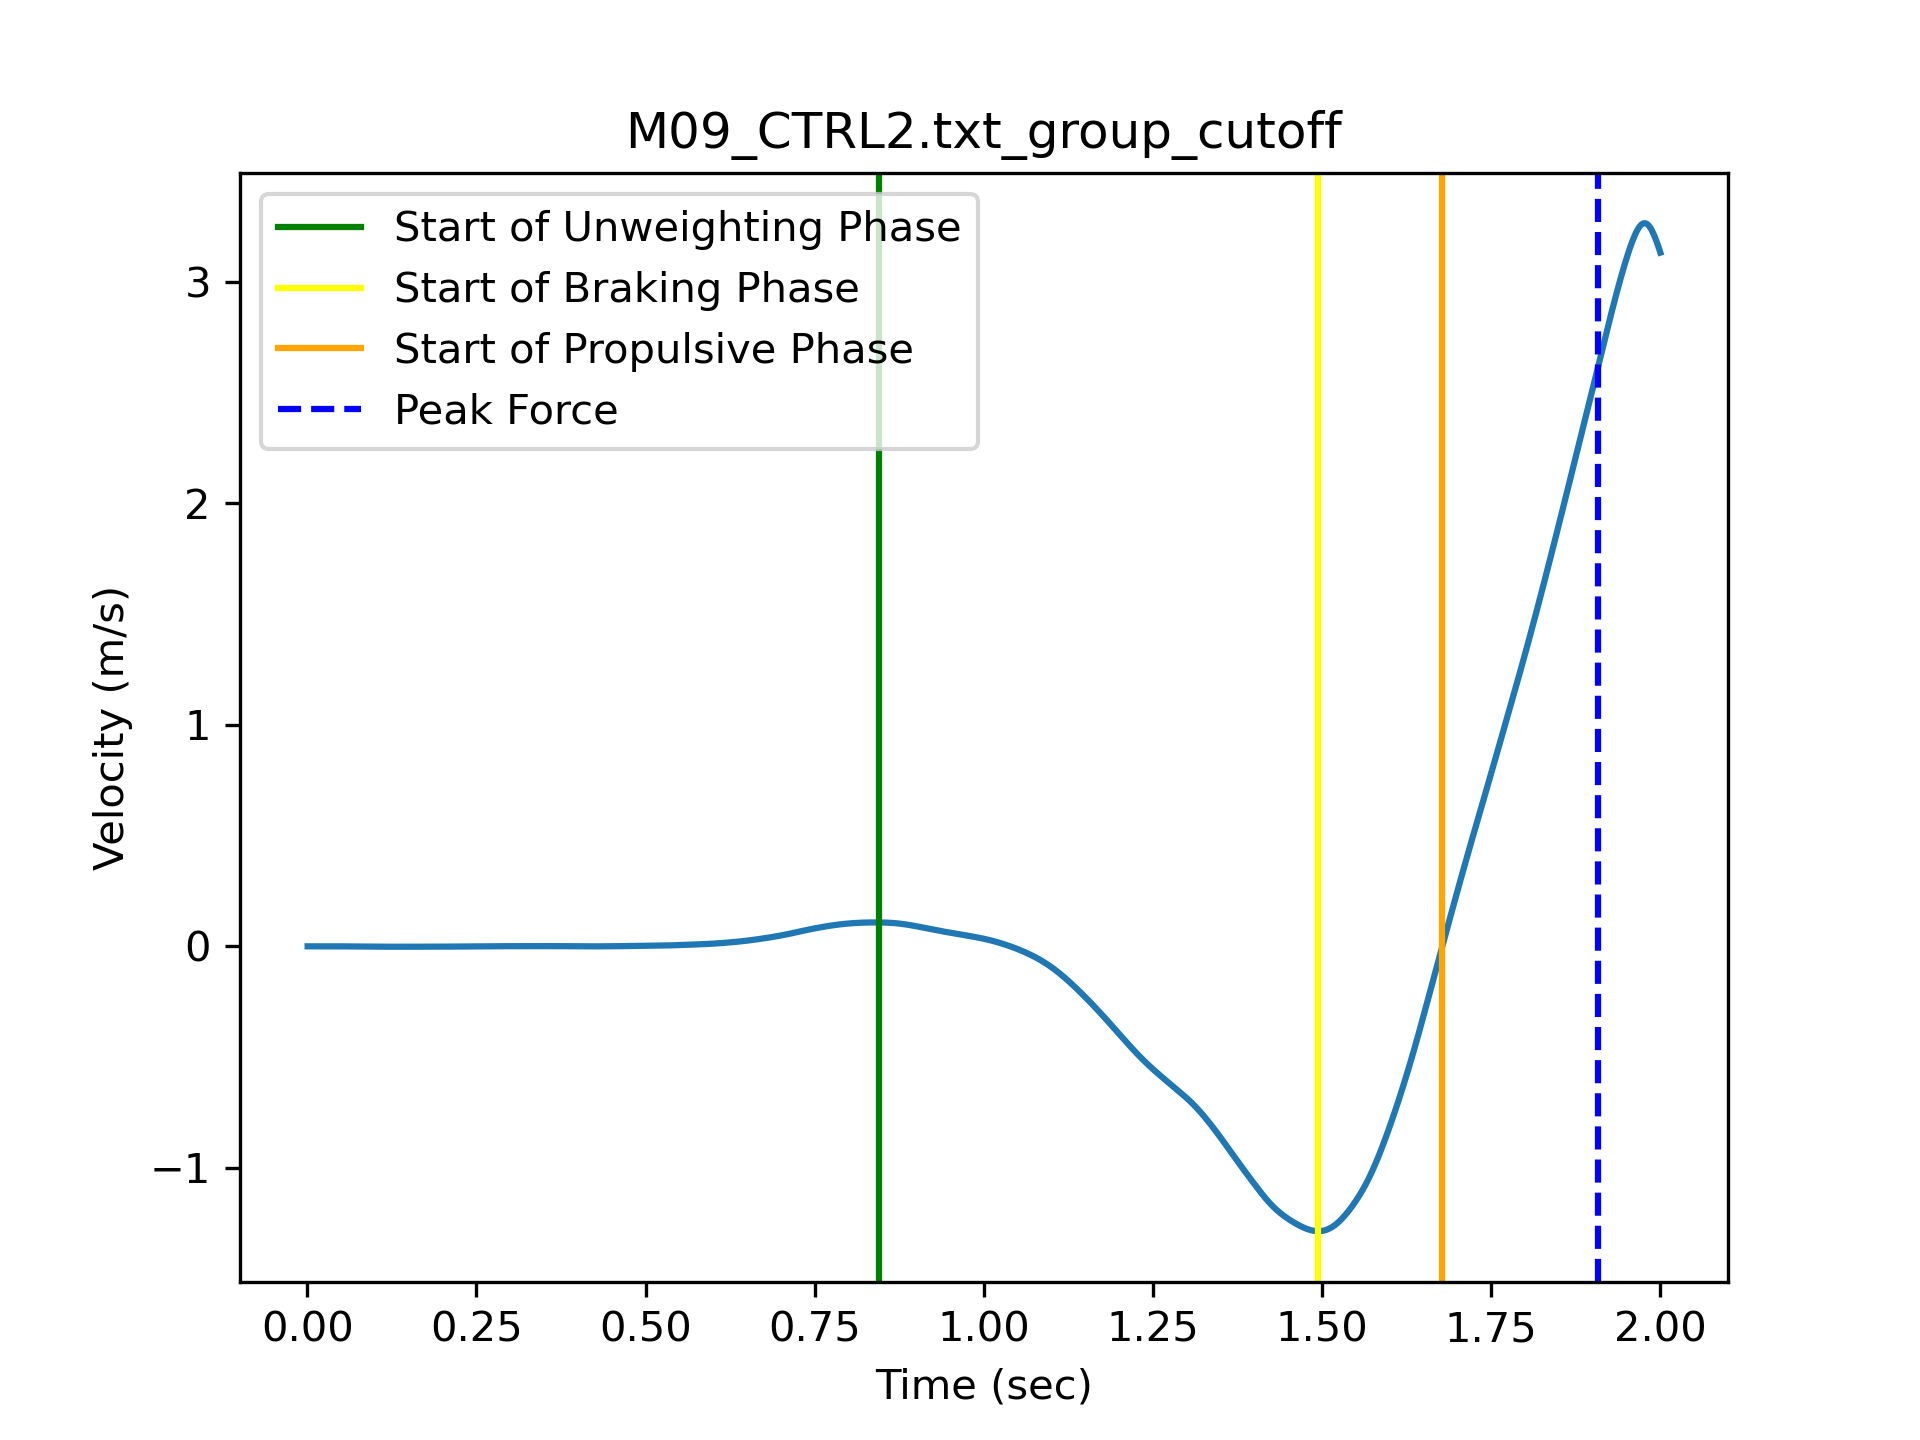 M09_CTRL2.txt_group_cutoff
Start of Unweighting Phase
Start of Braking Phase
Start of Propulsive Phase
Peak Force
3
2
1
0
−1
Velocity (m/s)
0.00 0.25 0.50 0.75 1.00 1.25 1.50 1.75 2.00
Time (sec)